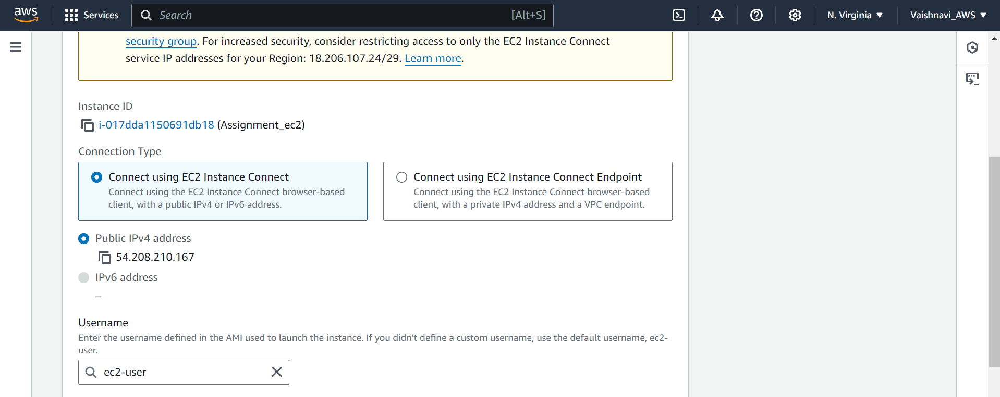 aws Services Search [Alt+S] N. Virginia Vaishnavi_AWS
security group. For increased security, consider restricting access to only the EC2 Instance Connect
service IP addresses for your Region: 18.206.107.24/29. Learn more.
Instance ID
i-017dda1150691db18 (Assignment_ec2)
Connection Type
Connect using EC2 Instance Connect
Connect using the EC2 Instance Connect browser-based
client, with a public IPv4 or IPv6 address.
Connect using EC2 Instance Connect Endpoint
Connect using the EC2 Instance Connect browser-based
client, with a private IPv4 address and a VPC endpoint.
Public IPv4 address
54.208.210.167
IPv6 address
–
Username
Enter the username defined in the AMI used to launch the instance. If you didn't define a custom username, use the default username, ec2-
user.
ec2-user